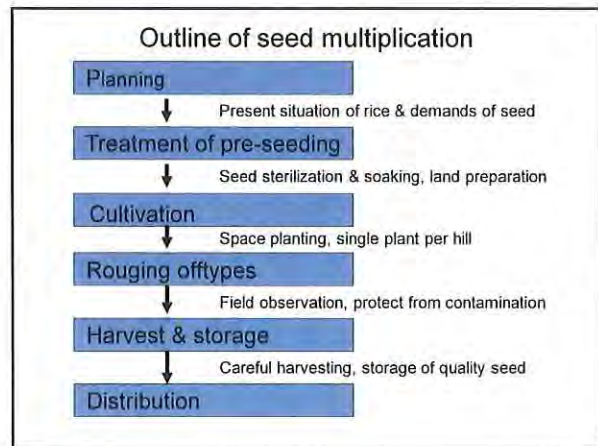 Outline of seed multiplication
Planning
Present situation of rice & demands of seed
Treatment of pre-seeding
Seed sterilization & soaking, land preparation
Cultivation
Space planting, single plant per hill
Rouging offtypes
Field observation, protect from contamination
Harvest & storage
Careful harvesting, storage of quality seed
Distribution